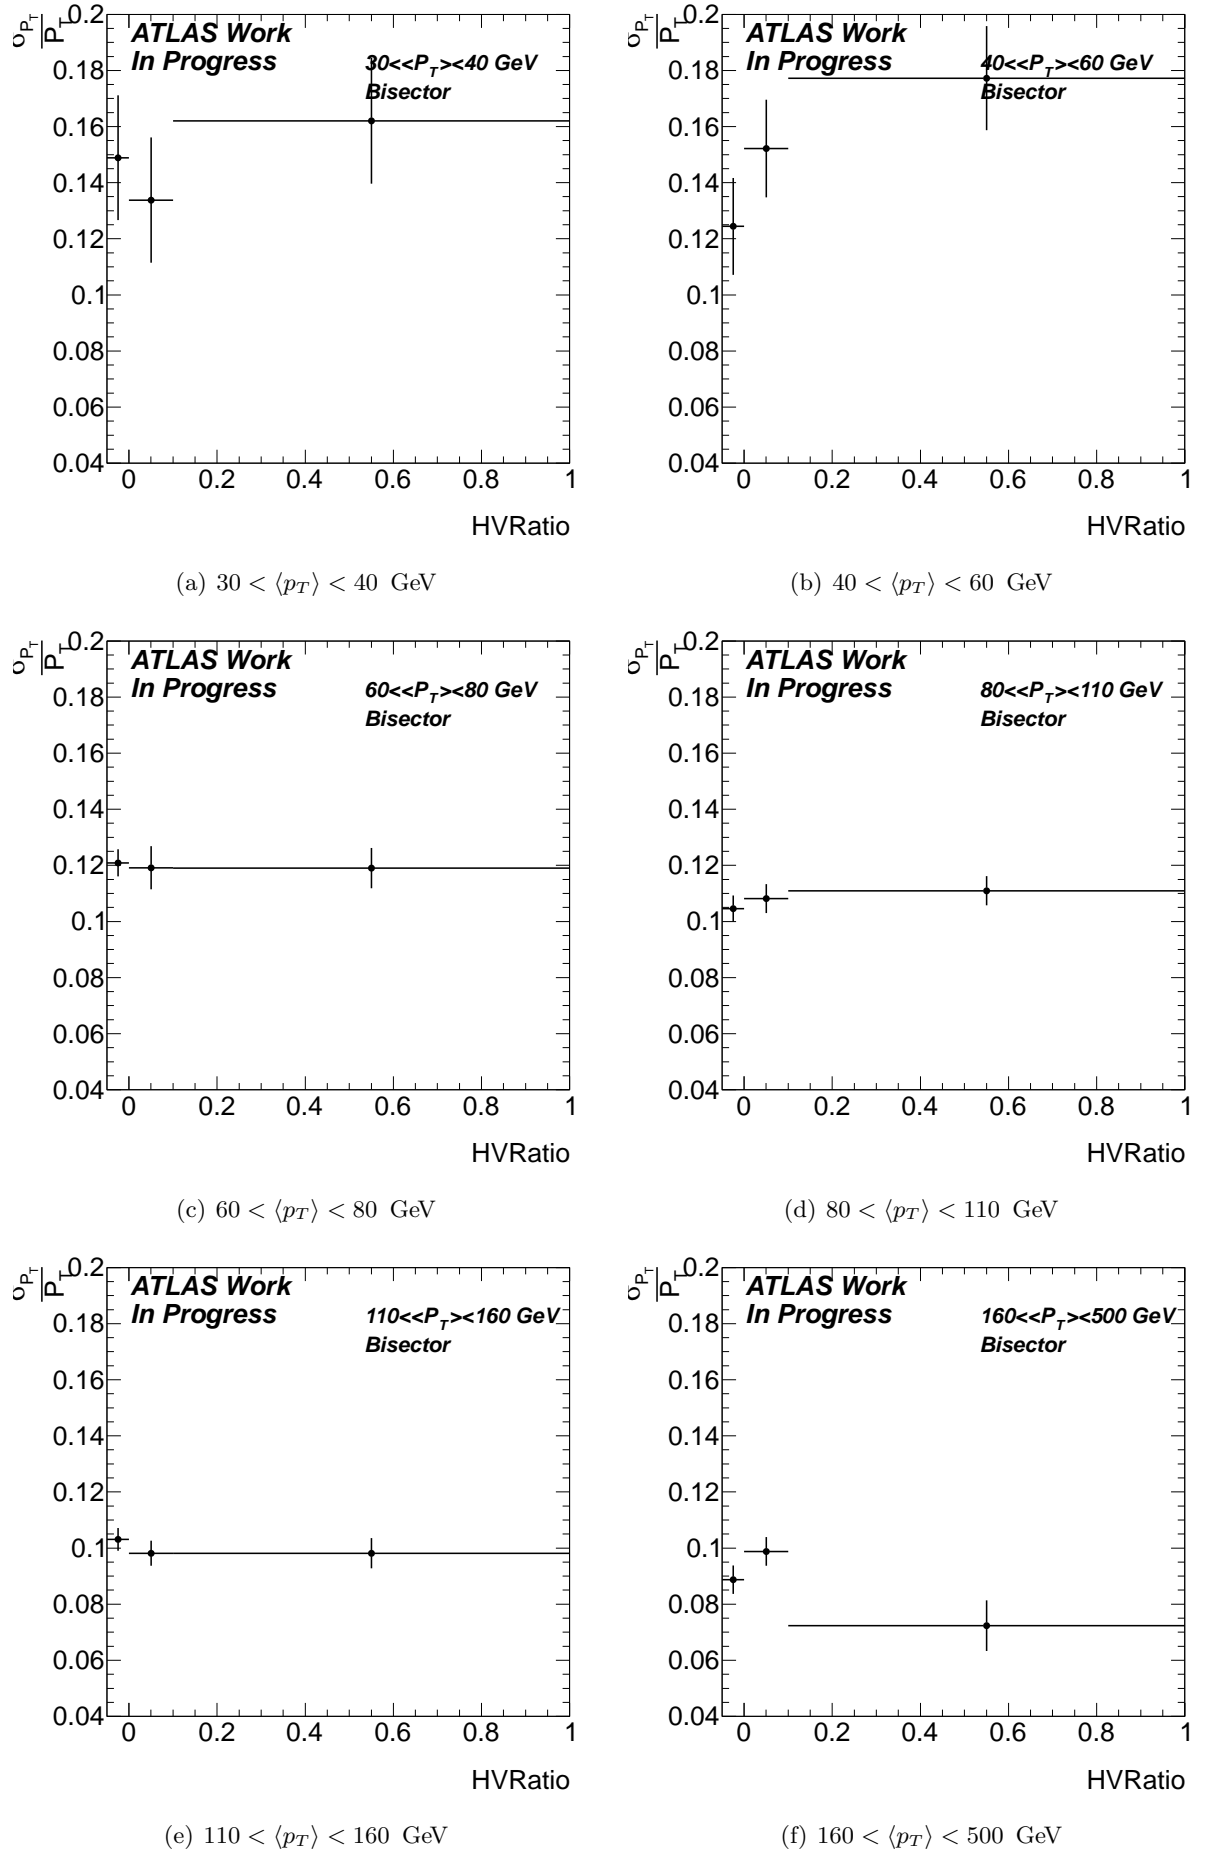 σ_{P_T} / P_T
0.2
0.18
0.16
0.14
0.12
0.1
0.08
0.06
0.04
ATLAS Work
In Progress
30<<P_T><40 GeV
Bisector
0 0.2 0.4 0.6 0.8 1
HVRatio
(a) 30 < ⟨p_T⟩ < 40 GeV
σ_{P_T} / P_T
0.2
0.18
0.16
0.14
0.12
0.1
0.08
0.06
0.04
ATLAS Work
In Progress
40<<P_T><60 GeV
Bisector
0 0.2 0.4 0.6 0.8 1
HVRatio
(b) 40 < ⟨p_T⟩ < 60 GeV
σ_{P_T} / P_T
0.2
0.18
0.16
0.14
0.12
0.1
0.08
0.06
0.04
ATLAS Work
In Progress
60<<P_T><80 GeV
Bisector
0 0.2 0.4 0.6 0.8 1
HVRatio
(c) 60 < ⟨p_T⟩ < 80 GeV
σ_{P_T} / P_T
0.2
0.18
0.16
0.14
0.12
0.1
0.08
0.06
0.04
ATLAS Work
In Progress
80<<P_T><110 GeV
Bisector
0 0.2 0.4 0.6 0.8 1
HVRatio
(d) 80 < ⟨p_T⟩ < 110 GeV
σ_{P_T} / P_T
0.2
0.18
0.16
0.14
0.12
0.1
0.08
0.06
0.04
ATLAS Work
In Progress
110<<P_T><160 GeV
Bisector
0 0.2 0.4 0.6 0.8 1
HVRatio
(e) 110 < ⟨p_T⟩ < 160 GeV
σ_{P_T} / P_T
0.2
0.18
0.16
0.14
0.12
0.1
0.08
0.06
0.04
ATLAS Work
In Progress
160<<P_T><500 GeV
Bisector
0 0.2 0.4 0.6 0.8 1
HVRatio
(f) 160 < ⟨p_T⟩ < 500 GeV